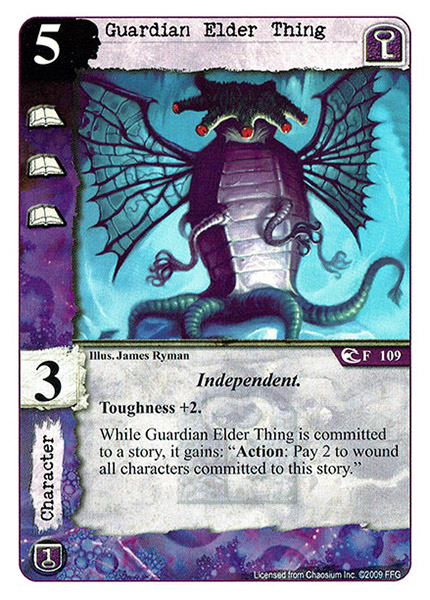 5
Guardian Elder Thing
Illus. James Ryman
F 109
3
Independent.
Toughness +2.
While Guardian Elder Thing is committed
to a story, it gains: “Action: Pay 2 to wound
all characters committed to this story.”
Character
Licensed from Chaosium Inc. ©2009 FFG